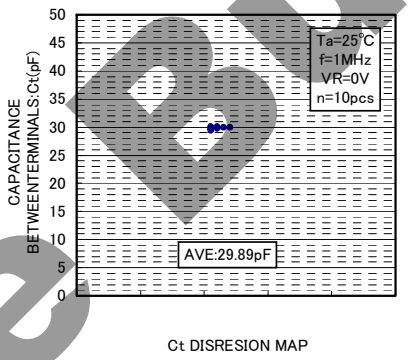 50
45
40
35
30
25
20
15
10
5
0
CAPACITANCE
BETWEENTERMINALS:Ct(pF)
Ta=25°C
f=1MHz
VR=0V
n=10pcs
AVE:29.89pF
Ct DISRESION MAP